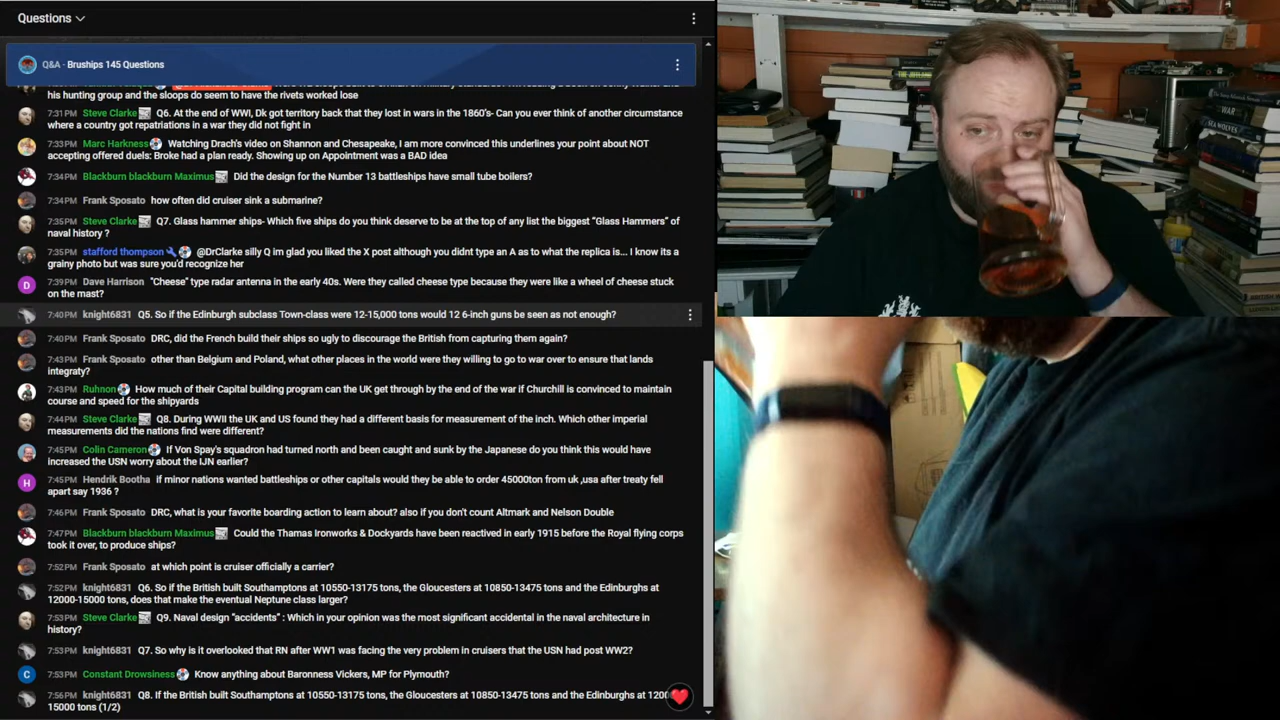 Questions
Q&A · Bruships 145 Questions
his hunting group and the sloops do seem to have the rivets worked lose
7:31 PM Steve Clarke Q6. At the end of WWI, Dk got territory back that they lost in wars in the 1860's- Can you ever think of another circumstance
where a country got repatriations in a war they did not fight in
7:33 PM Marc Harkness Watching Drach's video on Shannon and Chesapeake, I am more convinced this underlines your point about NOT
accepting offered duels: Broke had a plan ready. Showing up on Appointment was a BAD idea
7:34 PM Blackburn blackburn Maximus Did the design for the Number 13 battleships have small tube boilers?
7:34 PM Frank Sposato how often did cruiser sink a submarine?
7:35 PM Steve Clarke Q7. Glass hammer ships- Which five ships do you think deserve to be at the top of any list the biggest "Glass Hammers" of
naval history ?
7:35 PM stafford thompson @DrClarke silly Q im glad you liked the X post although you didnt type an A as to what the replica is... I know its a
grainy photo but was sure you'd recognize her
7:39 PM Dave Harrison "Cheese" type radar antenna in the early 40s. Were they called cheese type because they were like a wheel of cheese stuck
on the mast?
7:40 PM knight6831 Q5. So if the Edinburgh subclass Town-class were 12-15,000 tons would 12 6-inch guns be seen as not enough?
7:40 PM Frank Sposato DRC, did the French build their ships so ugly to discourage the British from capturing them again?
7:43 PM Frank Sposato other than Belgium and Poland, what other places in the world were they willing to go to war over to ensure that lands
integraty?
7:43 PM Ruhnon How much of their Capital building program can the UK get through by the end of the war if Churchill is convinced to maintain
course and speed for the shipyards
7:44 PM Steve Clarke Q8. During WWII the UK and US found they had a different basis for measurement of the inch. Which other imperial
measurements did the nations find were different?
7:45 PM Colin Cameron If Von Spay's squadron had turned north and been caught and sunk by the Japanese do you think this would have
increased the USN worry about the IJN earlier?
7:45 PM Hendrik Bootha if minor nations wanted battleships or other capitals would they be able to order 45000ton from uk ,usa after treaty fell
apart say 1936 ?
7:46 PM Frank Sposato DRC, what is your favorite boarding action to learn about? also if you don't count Altmark and Nelson Double
7:47 PM Blackburn blackburn Maximus Could the Thamas Ironworks & Dockyards have been reactived in early 1915 before the Royal flying corps
took it over, to produce ships?
7:52 PM Frank Sposato at which point is cruiser officially a carrier?
7:52 PM knight6831 Q6. So if the British built Southamptons at 10550-13175 tons, the Gloucesters at 10850-13475 tons and the Edinburghs at
12000-15000 tons, does that make the eventual Neptune class larger?
7:53 PM Steve Clarke Q9. Naval design "accidents" : Which in your opinion was the most significant accidental in the naval architecture in
history?
7:53 PM knight6831 Q7. So why is it overlooked that RN after WW1 was facing the very problem in cruisers that the USN had post WW2?
7:53 PM Constant Drowsiness Know anything about Baronness Vickers, MP for Plymouth?
7:56 PM knight6831 Q8. If the British built Southamptons at 10550-13175 tons, the Gloucesters at 10850-13475 tons and the Edinburghs at
15000 tons (1/2)